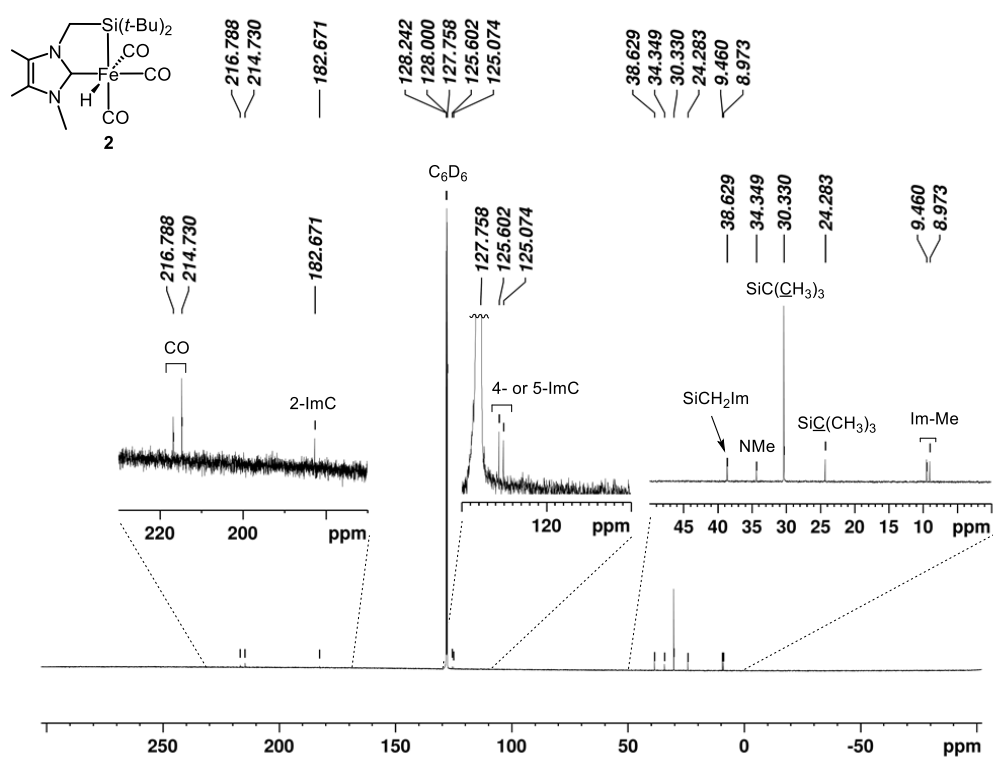 Si(t-Bu)₂
N
CO
Fe
CO
H
N
CO
2
216.788
214.730
182.671
128.242
128.000
127.758
125.602
125.074
38.629
34.349
30.330
24.283
9.460
8.973
C₆D₆
216.788
214.730
182.671
127.758
125.602
125.074
38.629
34.349
30.330
24.283
9.460
8.973
SiC(CH₃)₃
CO
2-ImC
4- or 5-ImC
SiCH₂Im
NMe
SiC(CH₃)₃
Im-Me
220 200 ppm
120 ppm
45 40 35 30 25 20 15 10 ppm
250 200 150 100 50 0 -50 ppm